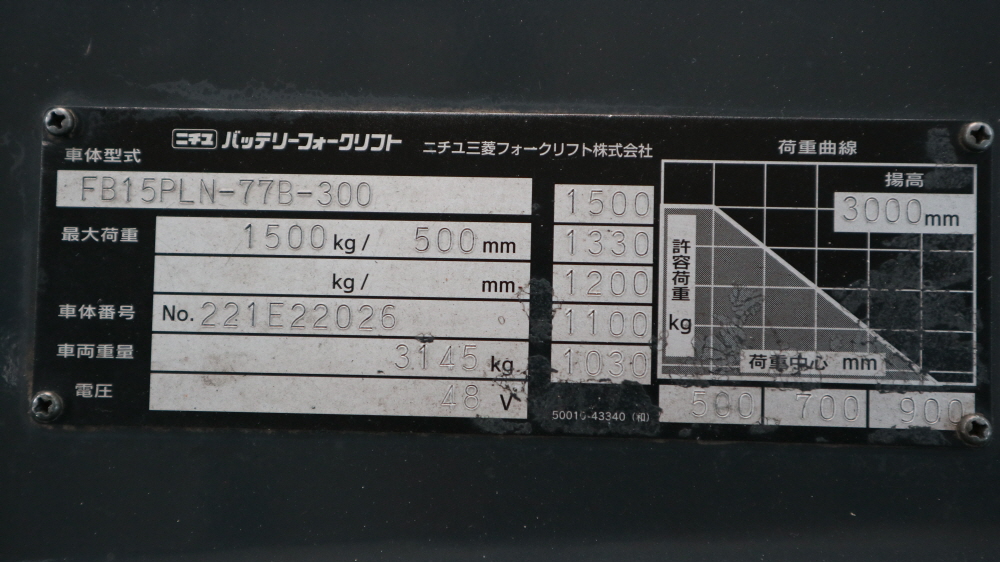 ニチユ バッテリーフォークリフト ニチユ三菱フォークリフト株式会社
車体型式 FB15PLN-77B-300
最大荷重 1500kg/ 500mm
kg/ mm
車体番号 No.221E22026
車両重量 3145kg
電圧 48V
1500
1330
1200
1100
1030
50016-43340 (和)
荷重曲線
揚高
3000mm
許容荷重
kg
荷重中心 mm
500 700 900